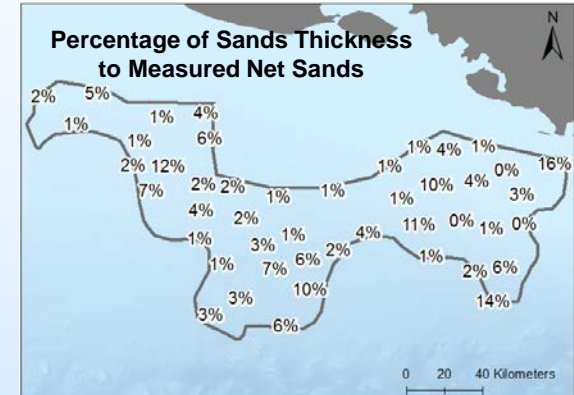 Percentage of Sands Thickness
to Measured Net Sands
N
2% 5% 4%
1% 1% 6%
1% 1% 4% 1%
2% 12% 1% 0% 16%
7% 2% 2% 1% 1% 1% 10% 4% 3%
4% 2% 11% 0% 1% 0%
1% 3% 1% 2% 4% 1%
1% 7% 6% 2% 6%
3% 10% 14%
3% 6%
0 20 40 Kilometers